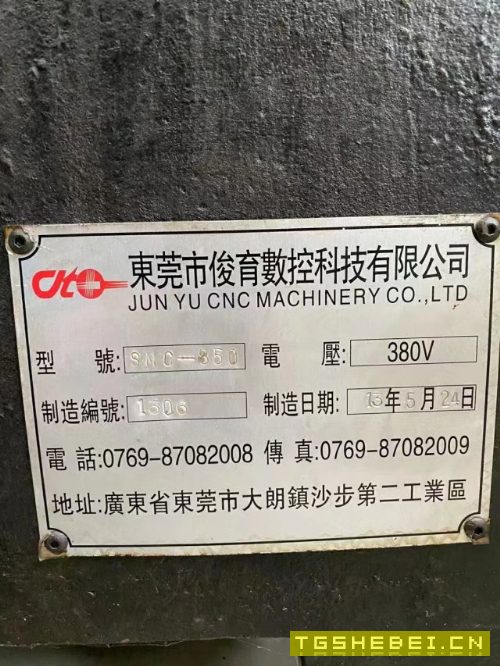 東莞市俊育數控科技有限公司
JUN YU CNC MACHINERY CO.,LTD
型 號: SMC-850 電 壓: 380V
制造編號: 1306 制造日期: 13年5月24日
電話:0769-87082008 傳真:0769-87082009
地址:廣東省東莞市大朗鎮沙步第二工業區
TGSHEBEI.CN